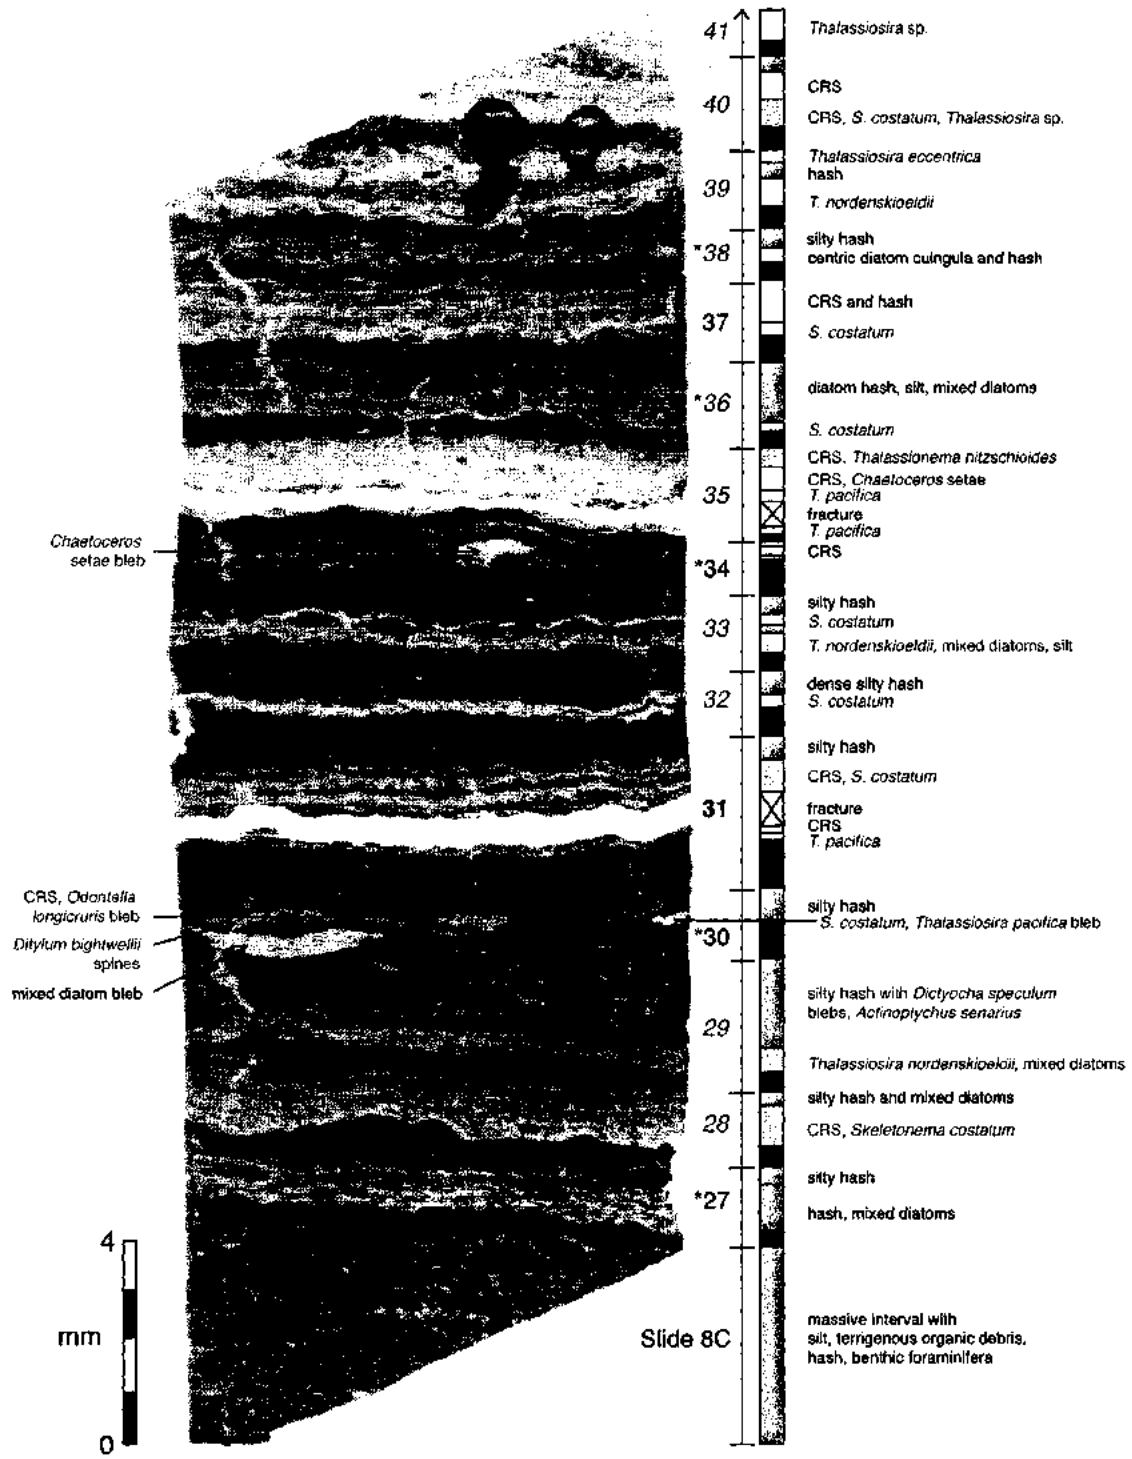 41
Thalassiosira sp.
CRS
40
CRS, S. costatum, Thalassiosira sp.
Thalassiosira eccentrica
hash
39
T. nordenskioeldii
silty hash
*38
centric diatom cuingula and hash
CRS and hash
37
S. costatum
diatom hash, silt, mixed diatoms
*36
S. costatum
CRS, Thalassionema nitzschioides
CRS, Chaetoceros setae
35
T. pacifica
fracture
T. pacifica
Chaetoceros
setae bleb
CRS
*34
silty hash
S. costatum
33
T. nordenskioeldii, mixed diatoms, silt
dense silty hash
32
S. costatum
silty hash
CRS, S. costatum
31
fracture
CRS
T. pacifica
CRS, Odontella
longicruris bleb
silty hash
S. costatum, Thalassiosira pacifica bleb
*30
Ditylum bightwellii
spines
mixed diatom bleb
silty hash with Dictyocha speculum
blebs, Actinoptychus senarius
29
Thalassiosira nordenskioeldii, mixed diatoms
silty hash and mixed diatoms
28
CRS, Skeletonema costatum
silty hash
*27
hash, mixed diatoms
4
mm
0
Slide 8C
massive interval with
silt, terrigenous organic debris,
hash, benthic foraminifera